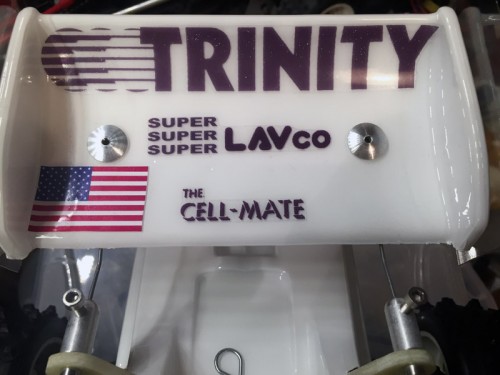 TRINITY
SUPER
SUPER
SUPER
LAVco
THE
CELL-MATE